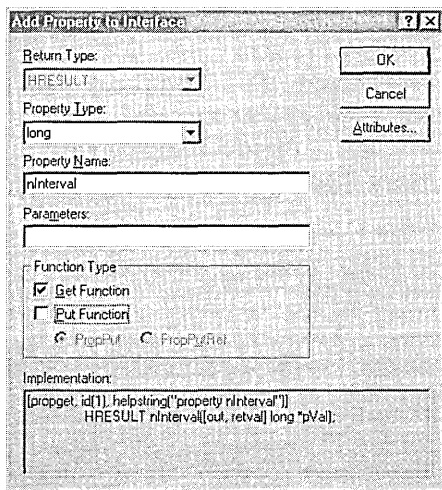 Add Property to Interface
Return Type:
HRESULT
Property Type:
long
Property Name:
nInterval
Parameters:
Function Type
Get Function
Put Function
PropPut
PropPutRef
Implementation:
[propget, id(1), helpstring("property nInterval")]
HRESULT nInterval([out, retval] long *pVal);
OK
Cancel
Attributes...